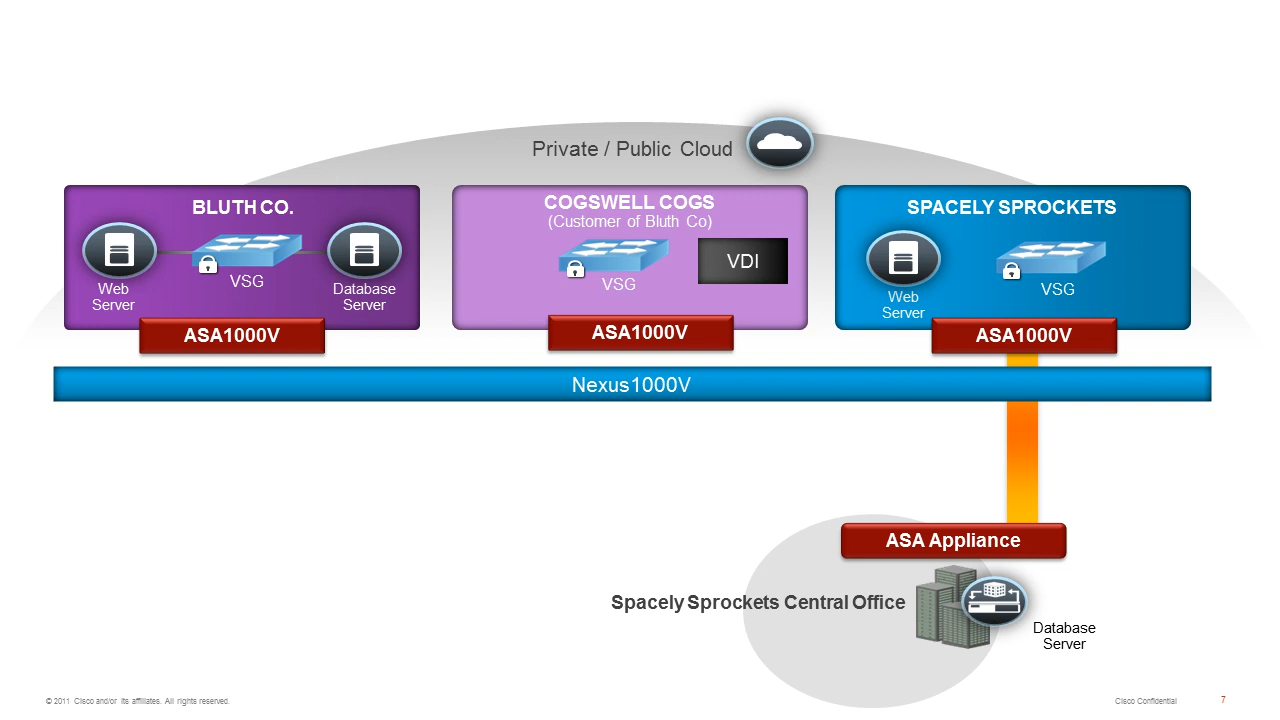 Private / Public Cloud
BLUTH CO.
Web
Server
VSG
Database
Server
ASA1000V
COGSWELL COGS
(Customer of Bluth Co)
VSG
VDI
ASA1000V
SPACELY SPROCKETS
Web
Server
VSG
ASA1000V
Nexus1000V
ASA Appliance
Spacely Sprockets Central Office
Database
Server
© 2011 Cisco and/or its affiliates. All rights reserved.
Cisco Confidential
7